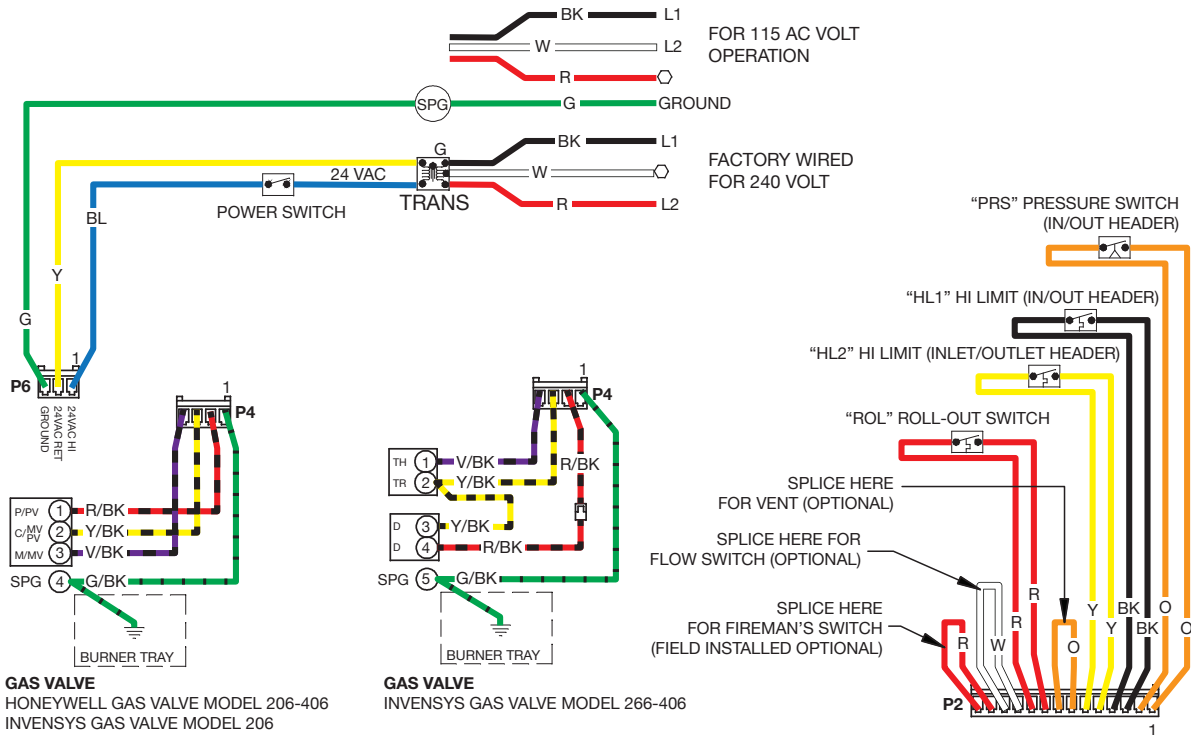 BK L1
FOR 115 AC VOLT
W L2
OPERATION
R
SPG
G GROUND
BK L1
G
FACTORY WIRED
24 VAC
W
FOR 240 VOLT
TRANS
R L2
POWER SWITCH
BL
Y
G
1
P6
GROUND
24VAC RET
24VAC HI
1
P4
P/PV 1 R/BK
C/MV PV 2 Y/BK
M/MV 3 V/BK
SPG 4 G/BK
BURNER TRAY
GAS VALVE
HONEYWELL GAS VALVE MODEL 206-406
INVENSYS GAS VALVE MODEL 206
1
P4
TH 1 V/BK
R/BK
TR 2 Y/BK
D 3 Y/BK
D 4 R/BK
SPG 5 G/BK
BURNER TRAY
GAS VALVE
INVENSYS GAS VALVE MODEL 266-406
“PRS” PRESSURE SWITCH
(IN/OUT HEADER)
“HL1” HI LIMIT (IN/OUT HEADER)
“HL2” HI LIMIT (INLET/OUTLET HEADER)
“ROL” ROLL-OUT SWITCH
SPLICE HERE
FOR VENT (OPTIONAL)
SPLICE HERE FOR
FLOW SWITCH (OPTIONAL)
SPLICE HERE
FOR FIREMAN’S SWITCH
(FIELD INSTALLED OPTIONAL)
R Y BK O
R Y BK O
R W O
P2
1